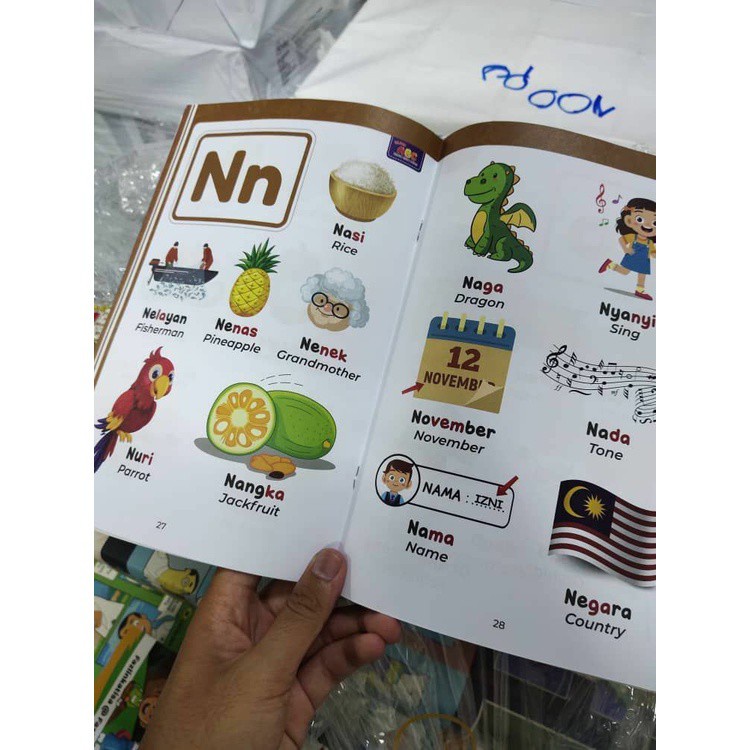 Nn
Nasi
Rice
Nelayan
Fisherman
Nenas
Pineapple
Nenek
Grandmother
Nuri
Parrot
Nangka
Jackfruit
27
Naga
Dragon
Nyanyi
Sing
12
NOVEMBER
November
November
Nada
Tone
NAMA : IZNI
Nama
Name
Negara
Country
28